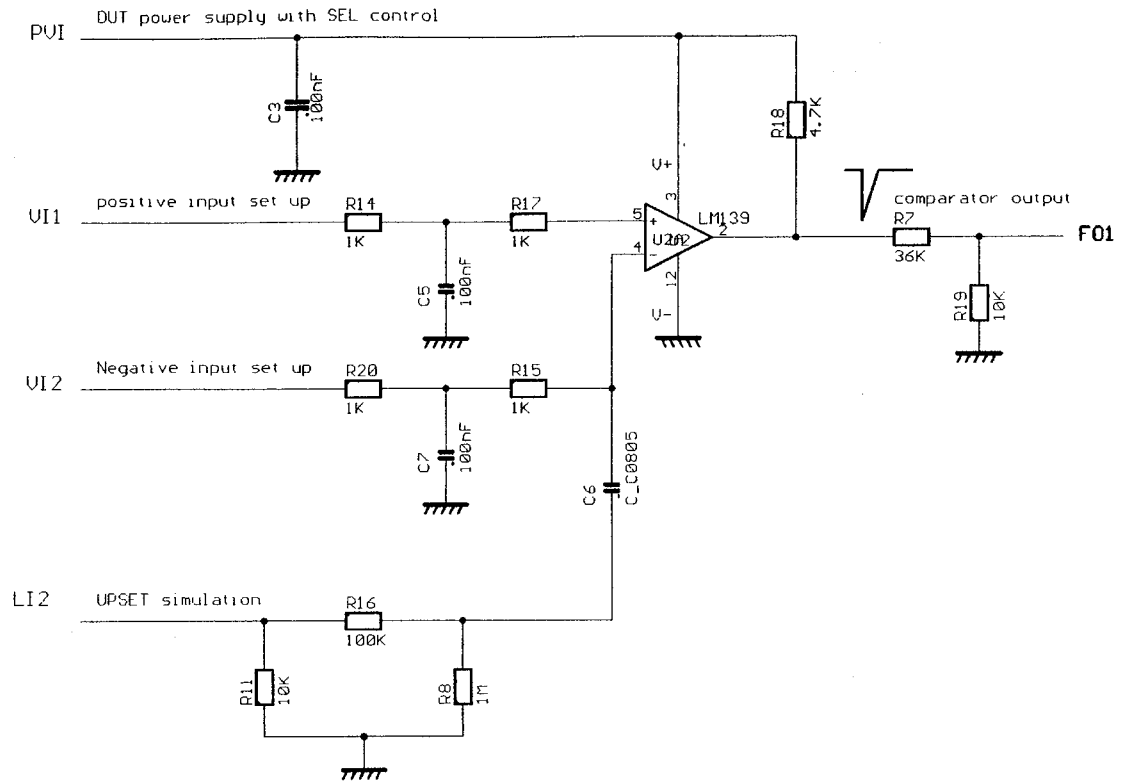 DUT power supply with SEL control
PVI
C3
100nF
R18
4.7K
V+
3
VI1
positive input set up
R14
1K
R17
1K
5
+
4
-
LM139
2
12
V-
comparator output
R7
36K
FO1
R19
10K
C5
100nF
VI2
Negative input set up
R20
1K
R15
1K
C7
100nF
C6
C_C0805
LI2
UPSET simulation
R16
100K
R11
10K
R8
1M